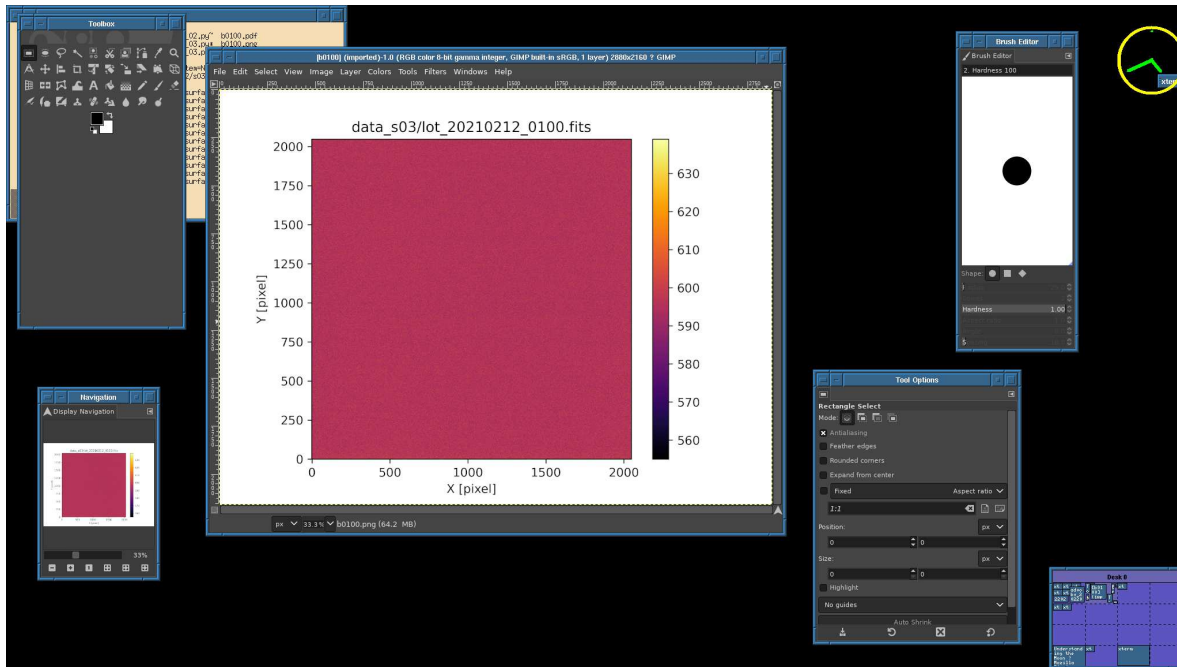 Toolbox
_02.py~ b0100.pdf
_03.py* b0100.png
[b0100] (imported)-1.0 (RGB color 8-bit gamma integer, GIMP built-in sRGB, 1 layer) 2880x2160 ? GIMP
File Edit Select View Image Layer Colors Tools Filters Windows Help
data_s03/lot_20210212_0100.fits
2000
1750
1500
1250
1000
750
500
250
0
Y [pixel]
0 500 1000 1500 2000
X [pixel]
630
620
610
600
590
580
570
560
px 33.3% b0100.png (64.2 MB)
Navigation
Display Navigation
33%
Brush Editor
Brush Editor
2. Hardness 100
Shape:
Hardness 1.00
xter
Tool Options
Rectangle Select
Mode:
Antialiasing
Feather edges
Rounded corners
Expand from center
Fixed Aspect ratio
1:1
Position: px
0 0
Size: px
0 0
Highlight
No guides
Auto Shrink
Desk 0
xterm